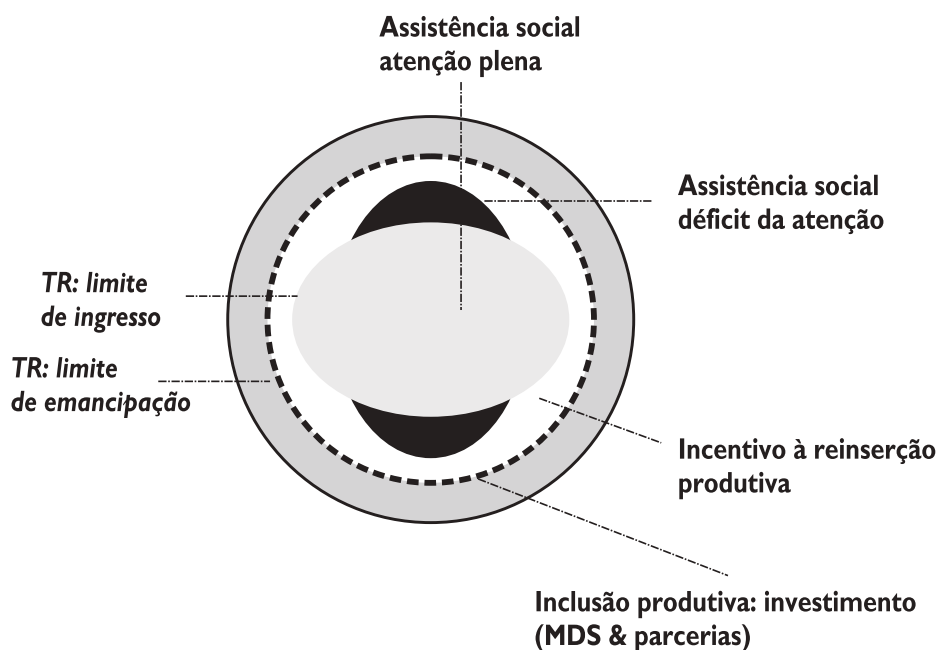 Assistência social
atenção plena
Assistência social
déficit da atenção
TR: limite
de ingresso
TR: limite
de emancipação
Incentivo à reinserção
produtiva
Inclusão produtiva: investimento
(MDS & parcerias)